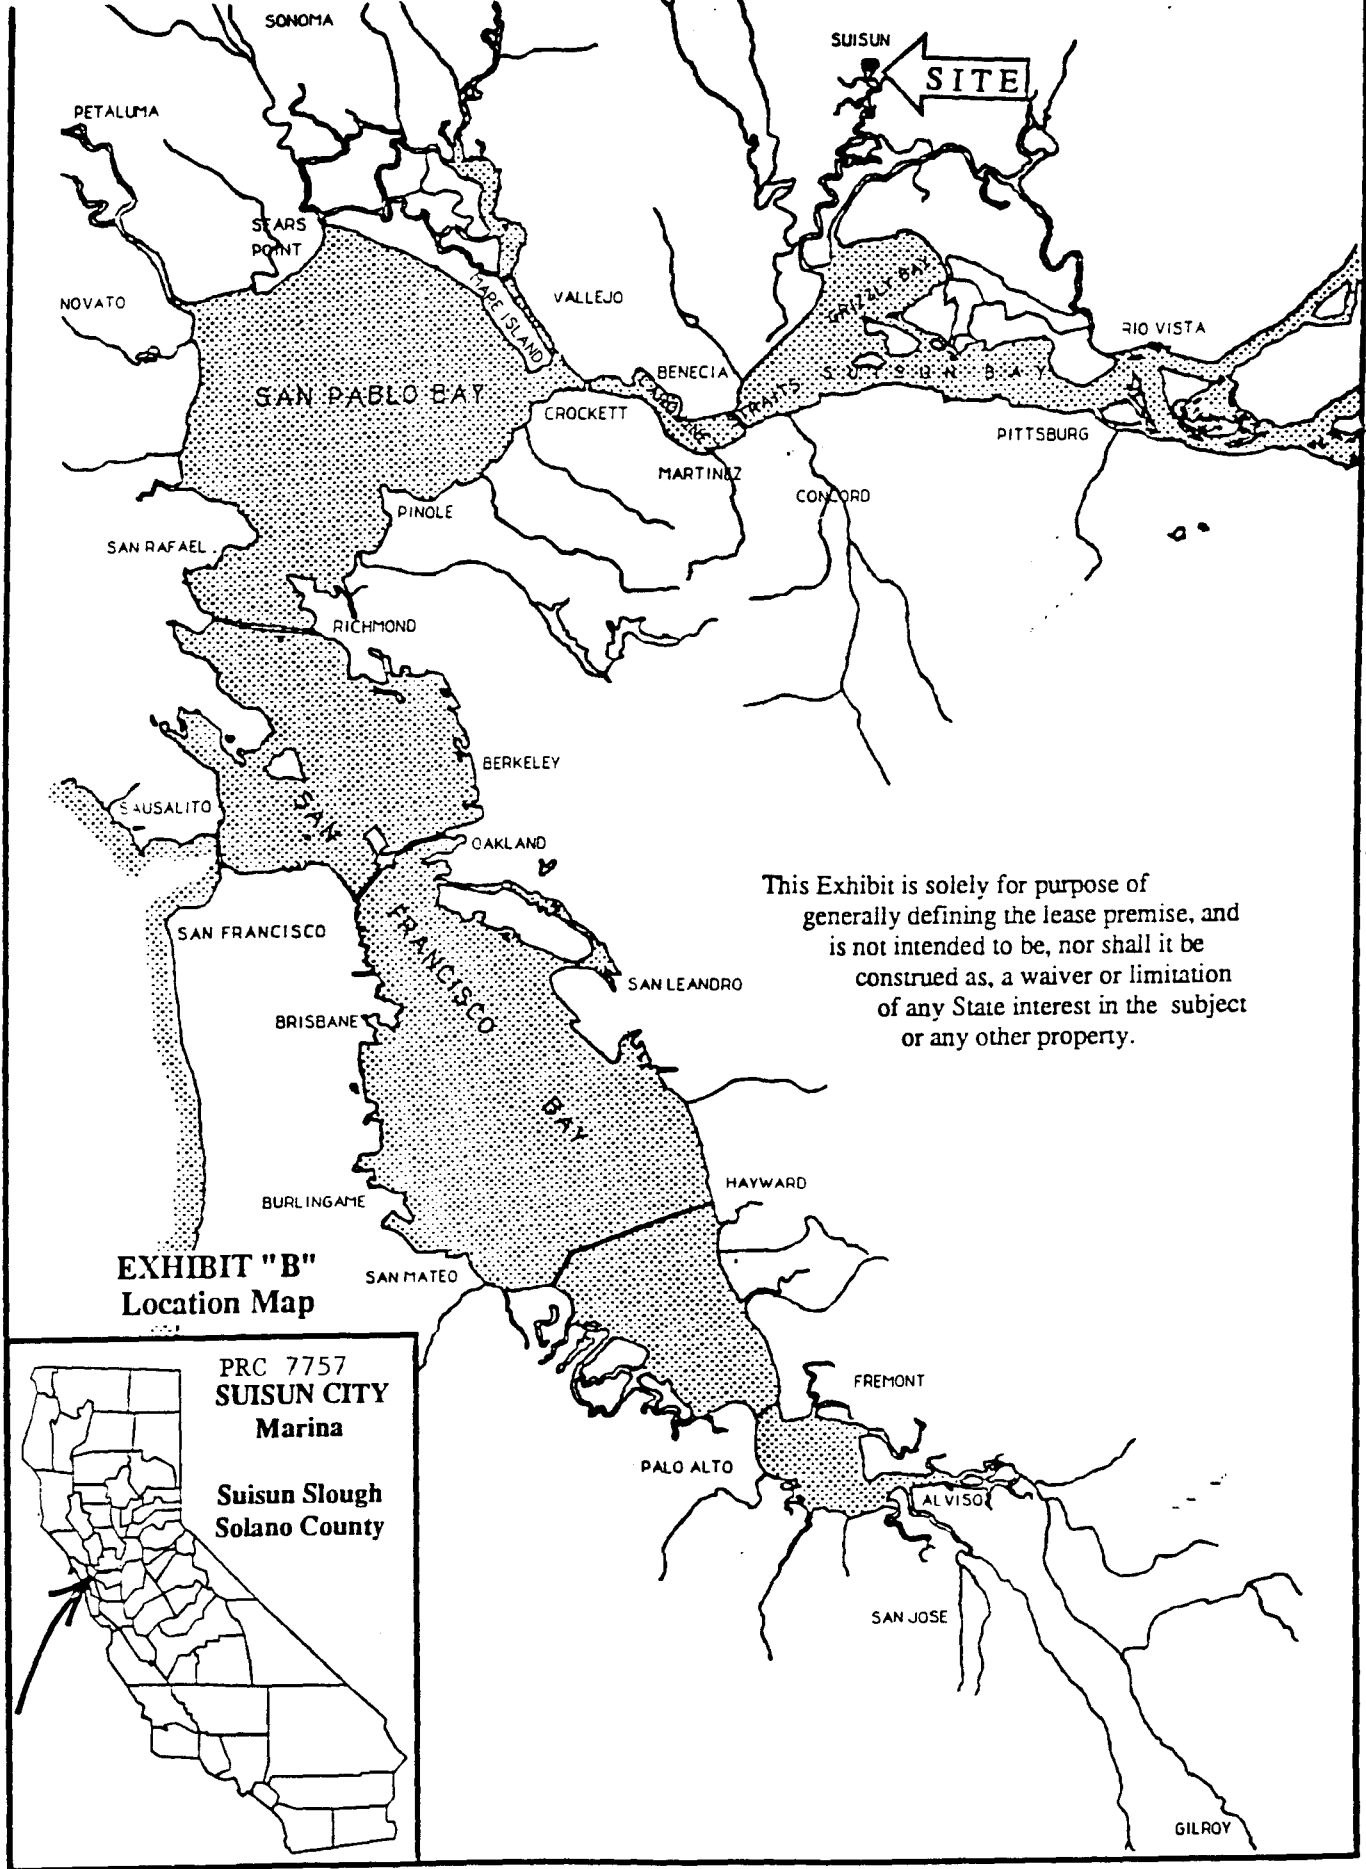 SONOMA
SUISUN
SITE
PETALUMA
SEARS
POINT
NOVATO
MARE ISLAND
VALLEJO
GRIZZLY BAY
RIO VISTA
BENECIA
SUISUN BAY
SAN PABLO BAY
CROCKETT
STRAITS
PITTSBURG
MARTINEZ
CONCORD
PINOLE
SAN RAFAEL
RICHMOND
BERKELEY
SAUSALITO
SAN
OAKLAND
This Exhibit is solely for purpose of
generally defining the lease premise, and
is not intended to be, nor shall it be
construed as, a waiver or limitation
of any State interest in the subject
or any other property.
SAN FRANCISCO
FRANCISCO
SAN LEANDRO
BRISBANE
BAY
HAYWARD
BURLINGAME
EXHIBIT "B"
Location Map
SAN MATEO
PRC 7757
SUISUN CITY
Marina
Suisun Slough
Solano County
FREMONT
PALO ALTO
ALVISO
SAN JOSE
GILROY